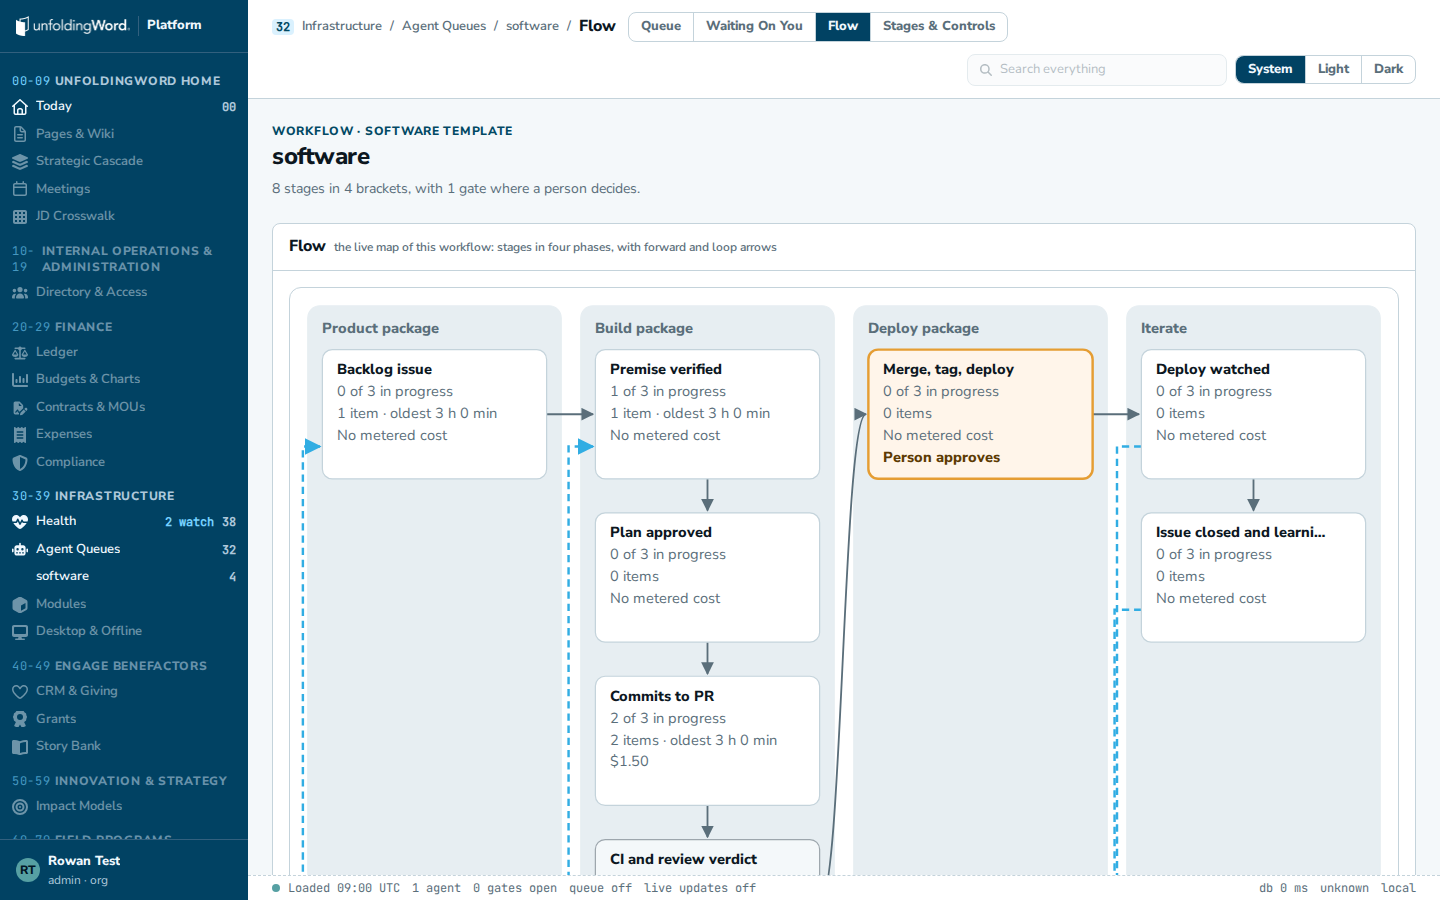 unfoldingWord® Platform
00-09 UNFOLDINGWORD HOME
Today 00
Pages & Wiki
Strategic Cascade
Meetings
JD Crosswalk
10-19 INTERNAL OPERATIONS & ADMINISTRATION
Directory & Access
20-29 FINANCE
Ledger
Budgets & Charts
Contracts & MOUs
Expenses
Compliance
30-39 INFRASTRUCTURE
Health 2 watch 38
Agent Queues 32
software 4
Modules
Desktop & Offline
40-49 ENGAGE BENEFACTORS
CRM & Giving
Grants
Story Bank
50-59 INNOVATION & STRATEGY
Impact Models
60-79 FIELD PROGRAMS
RT Rowan Test
admin · org
32 Infrastructure / Agent Queues / software / Flow
Queue Waiting On You Flow Stages & Controls
Search everything
System Light Dark
WORKFLOW · SOFTWARE TEMPLATE
software
8 stages in 4 brackets, with 1 gate where a person decides.
Flow the live map of this workflow: stages in four phases, with forward and loop arrows
Product package
Backlog issue
0 of 3 in progress
1 item · oldest 3 h 0 min
No metered cost
Build package
Premise verified
1 of 3 in progress
1 item · oldest 3 h 0 min
No metered cost
Plan approved
0 of 3 in progress
0 items
No metered cost
Commits to PR
2 of 3 in progress
2 items · oldest 3 h 0 min
$1.50
CI and review verdict
Deploy package
Merge, tag, deploy
0 of 3 in progress
0 items
No metered cost
Person approves
Iterate
Deploy watched
0 of 3 in progress
0 items
No metered cost
Issue closed and learni...
0 of 3 in progress
0 items
No metered cost
Loaded 09:00 UTC 1 agent 0 gates open queue off live updates off
db 0 ms unknown local